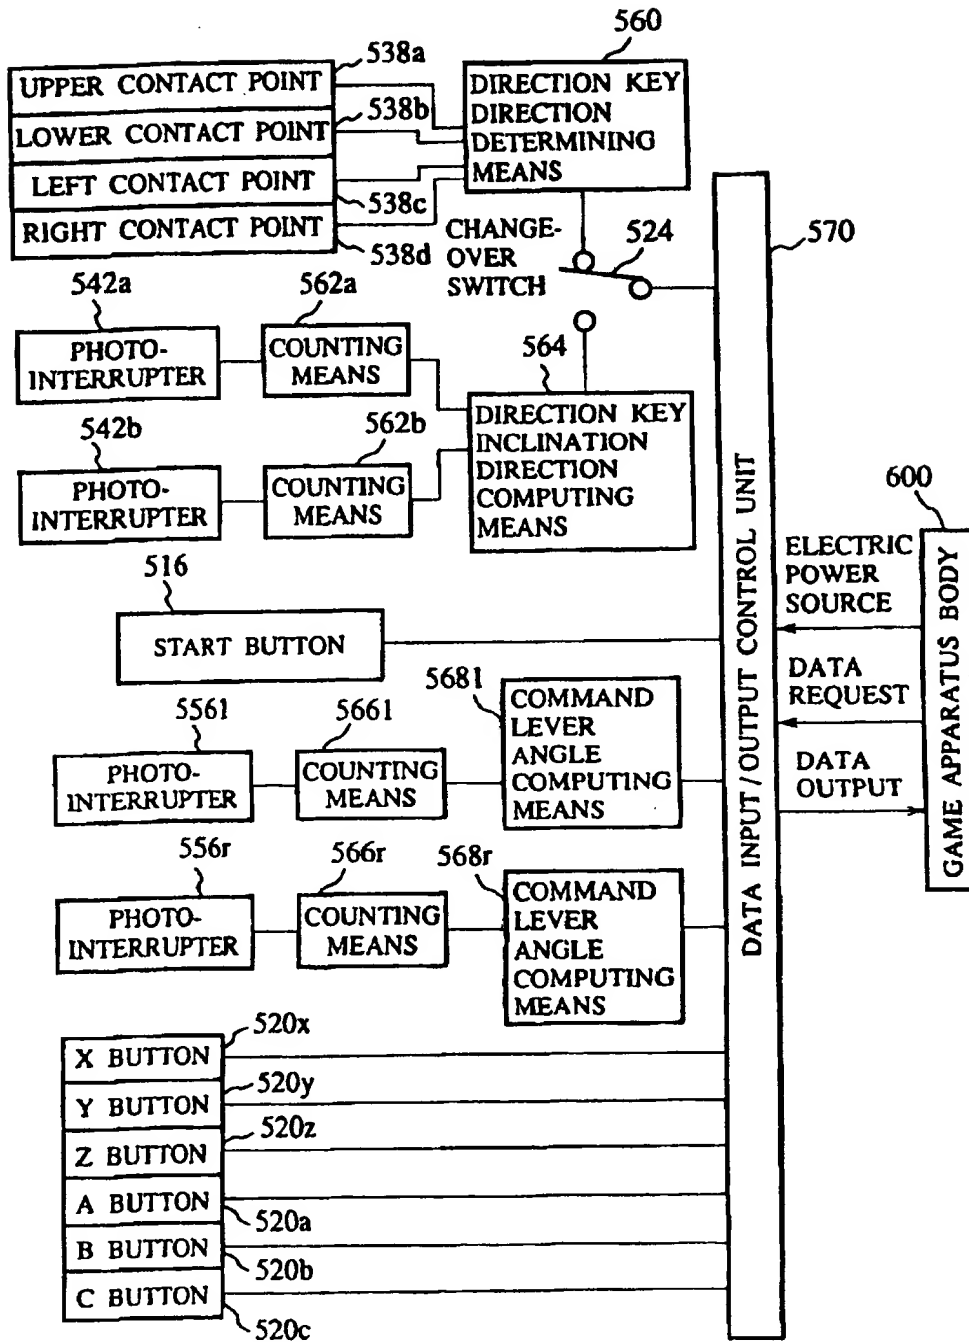 560
538a
UPPER CONTACT POINT
538b
LOWER CONTACT POINT
LEFT CONTACT POINT
538c
RIGHT CONTACT POINT
538d
DIRECTION KEY
DIRECTION
DETERMINING
MEANS
CHANGE-
OVER
SWITCH
524
570
542a
PHOTO-
INTERRUPTER
562a
COUNTING
MEANS
542b
PHOTO-
INTERRUPTER
562b
COUNTING
MEANS
564
DIRECTION KEY
INCLINATION
DIRECTION
COMPUTING
MEANS
516
START BUTTON
5561
PHOTO-
INTERRUPTER
5661
COUNTING
MEANS
5681
COMMAND
LEVER
ANGLE
COMPUTING
MEANS
556r
PHOTO-
INTERRUPTER
566r
COUNTING
MEANS
568r
COMMAND
LEVER
ANGLE
COMPUTING
MEANS
520x
X BUTTON
520y
Y BUTTON
520z
Z BUTTON
A BUTTON
520a
B BUTTON
520b
C BUTTON
520c
DATA INPUT/OUTPUT CONTROL UNIT
ELECTRIC
POWER
SOURCE
DATA
REQUEST
DATA
OUTPUT
600
GAME APPARATUS BODY